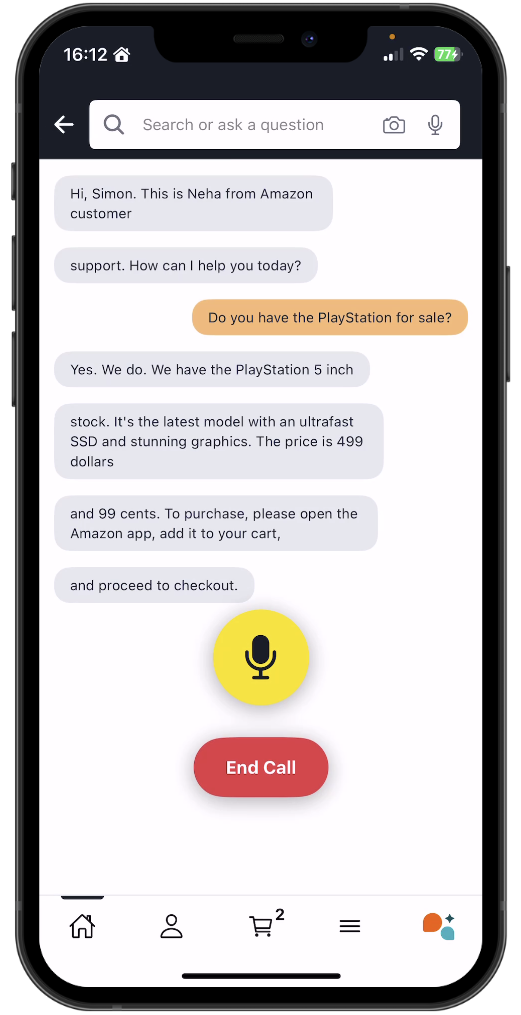 16:12
77
Search or ask a question
Hi, Simon. This is Neha from Amazon
customer
support. How can I help you today?
Do you have the PlayStation for sale?
Yes. We do. We have the PlayStation 5 inch
stock. It's the latest model with an ultrafast
SSD and stunning graphics. The price is 499
dollars
and 99 cents. To purchase, please open the
Amazon app, add it to your cart,
and proceed to checkout.
End Call
2